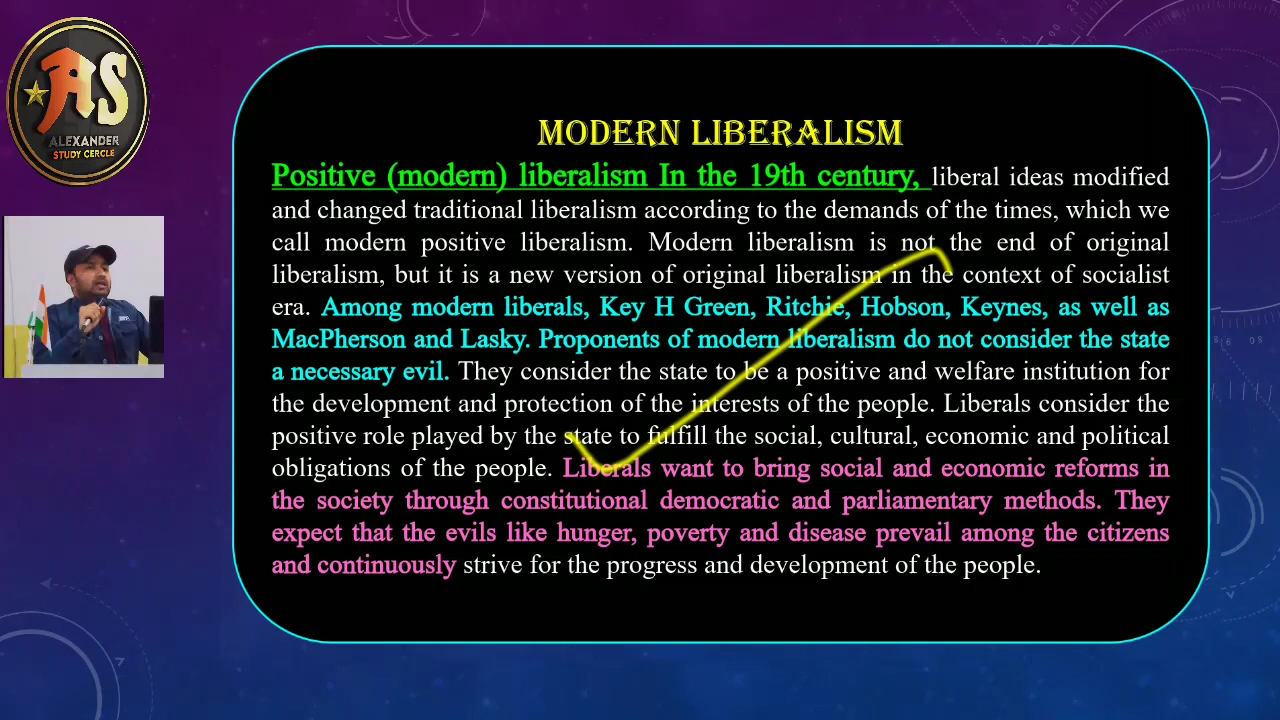 AS
ALEXANDER
STUDY CERCLE
MODERN LIBERALISM
Positive (modern) liberalism In the 19th century, liberal ideas modified
and changed traditional liberalism according to the demands of the times, which we
call modern positive liberalism. Modern liberalism is not the end of original
liberalism, but it is a new version of original liberalism in the context of socialist
era. Among modern liberals, Key H Green, Ritchie, Hobson, Keynes, as well as
MacPherson and Lasky. Proponents of modern liberalism do not consider the state
a necessary evil. They consider the state to be a positive and welfare institution for
the development and protection of the interests of the people. Liberals consider the
positive role played by the state to fulfill the social, cultural, economic and political
obligations of the people. Liberals want to bring social and economic reforms in
the society through constitutional democratic and parliamentary methods. They
expect that the evils like hunger, poverty and disease prevail among the citizens
and continuously strive for the progress and development of the people.